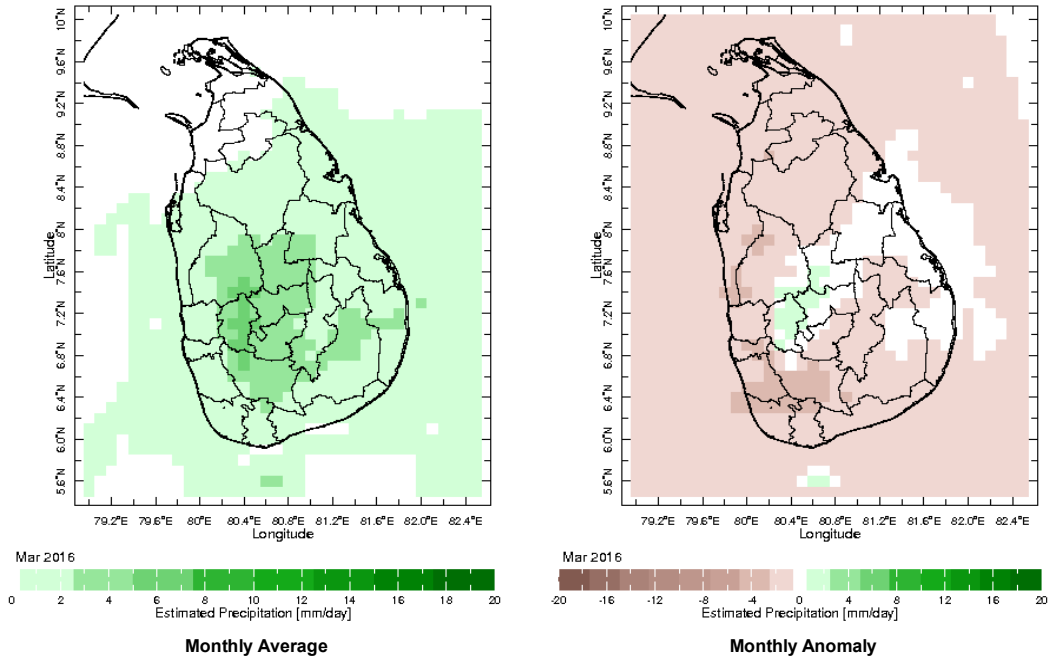 10°N
9.6°N
9.2°N
8.8°N
8.4°N
8°N
7.6°N
7.2°N
6.8°N
6.4°N
6.0°N
5.6°N
Latitude
79.2°E 79.6°E 80°E 80.4°E 80.8°E 81.2°E 81.6°E 82.0°E 82.4°E
Longitude
Mar 2016
0 2 4 6 8 10 12 14 16 18 20
Estimated Precipitation [mm/day]
Monthly Average
10°N
9.6°N
9.2°N
8.8°N
8.4°N
8°N
7.6°N
7.2°N
6.8°N
6.4°N
6.0°N
5.6°N
Latitude
79.2°E 79.6°E 80°E 80.4°E 80.8°E 81.2°E 81.6°E 82.0°E 82.4°E
Longitude
Mar 2016
-20 -16 -12 -8 -4 0 4 8 12 16 20
Estimated Precipitation [mm/day]
Monthly Anomaly